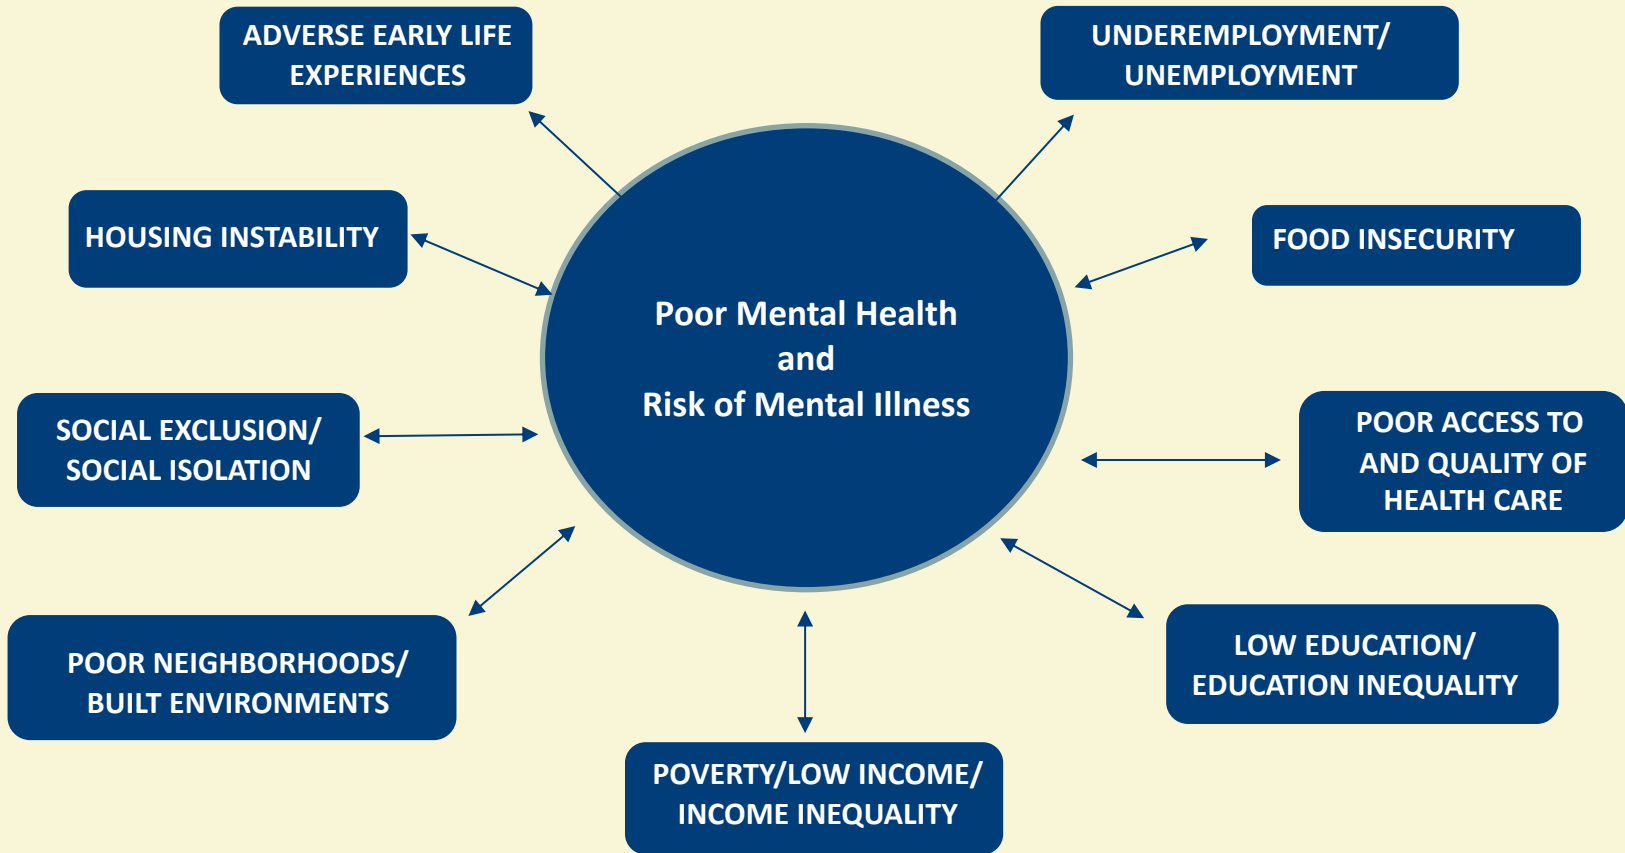 ADVERSE EARLY LIFE
EXPERIENCES
UNDEREMPLOYMENT/
UNEMPLOYMENT
HOUSING INSTABILITY
FOOD INSECURITY
Poor Mental Health
and
Risk of Mental Illness
SOCIAL EXCLUSION/
SOCIAL ISOLATION
POOR ACCESS TO
AND QUALITY OF
HEALTH CARE
POOR NEIGHBORHOODS/
BUILT ENVIRONMENTS
LOW EDUCATION/
EDUCATION INEQUALITY
POVERTY/LOW INCOME/
INCOME INEQUALITY